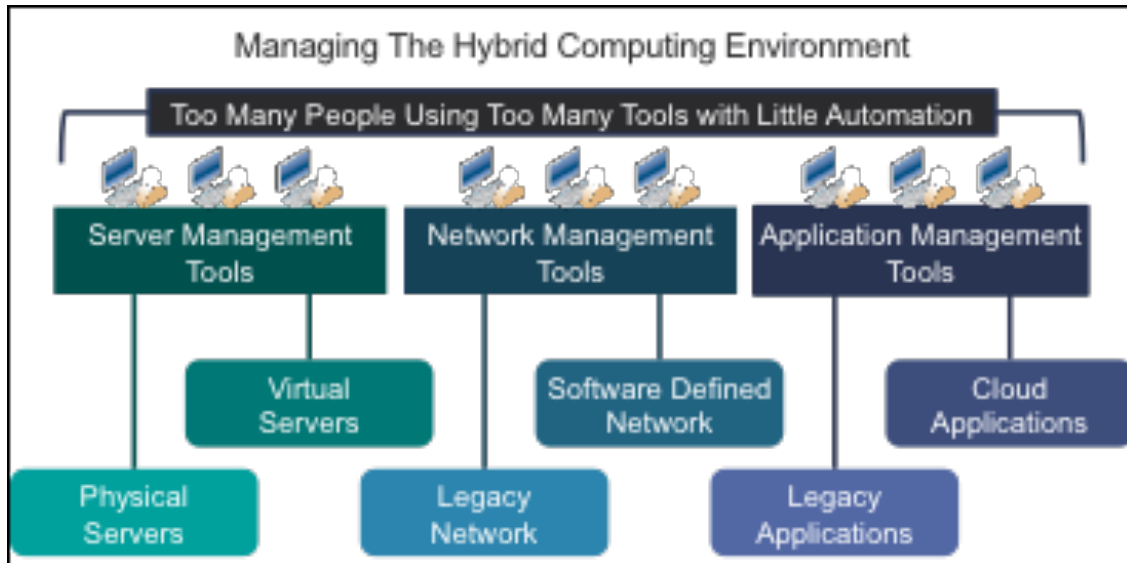 Managing The Hybrid Computing Environment
Too Many People Using Too Many Tools with Little Automation
Server Management
Tools
Network Management
Tools
Application Management
Tools
Virtual
Servers
Software Defined
Network
Cloud
Applications
Physical
Servers
Legacy
Network
Legacy
Applications